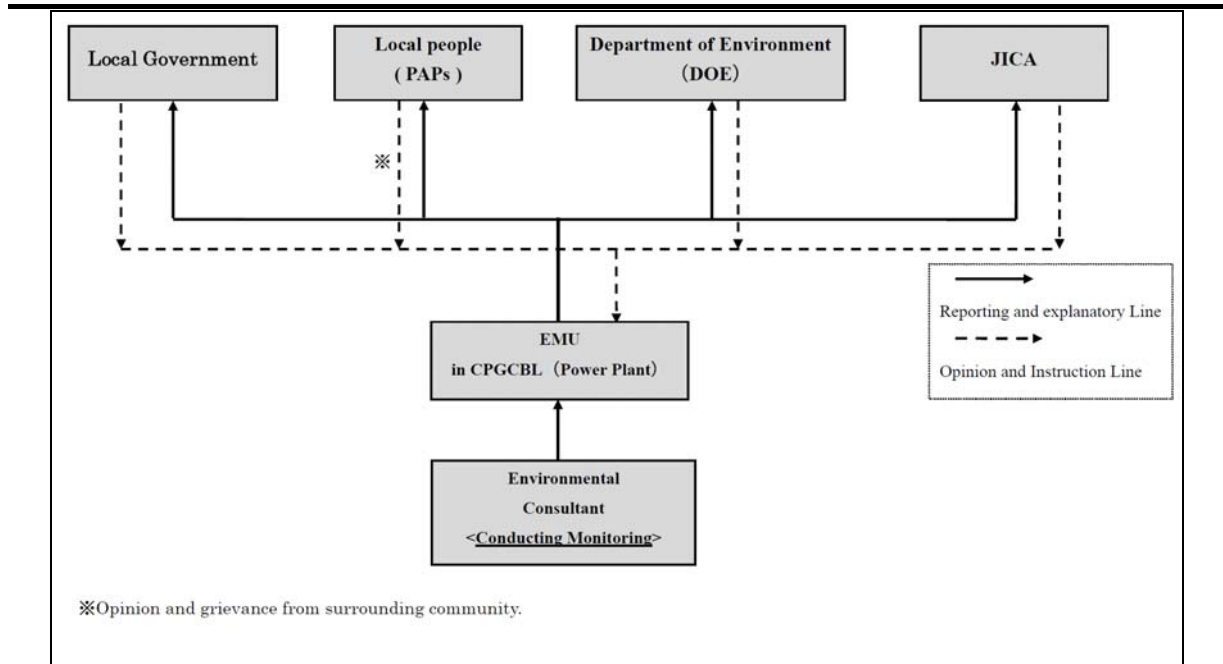 Local Government
Local people
( PAPs )
Department of Environment
(DOE)
JICA
※
Reporting and explanatory Line
Opinion and Instruction Line
EMU
in CPGCBL (Power Plant)
Environmental
Consultant
<Conducting Monitoring>
※Opinion and grievance from surrounding community.